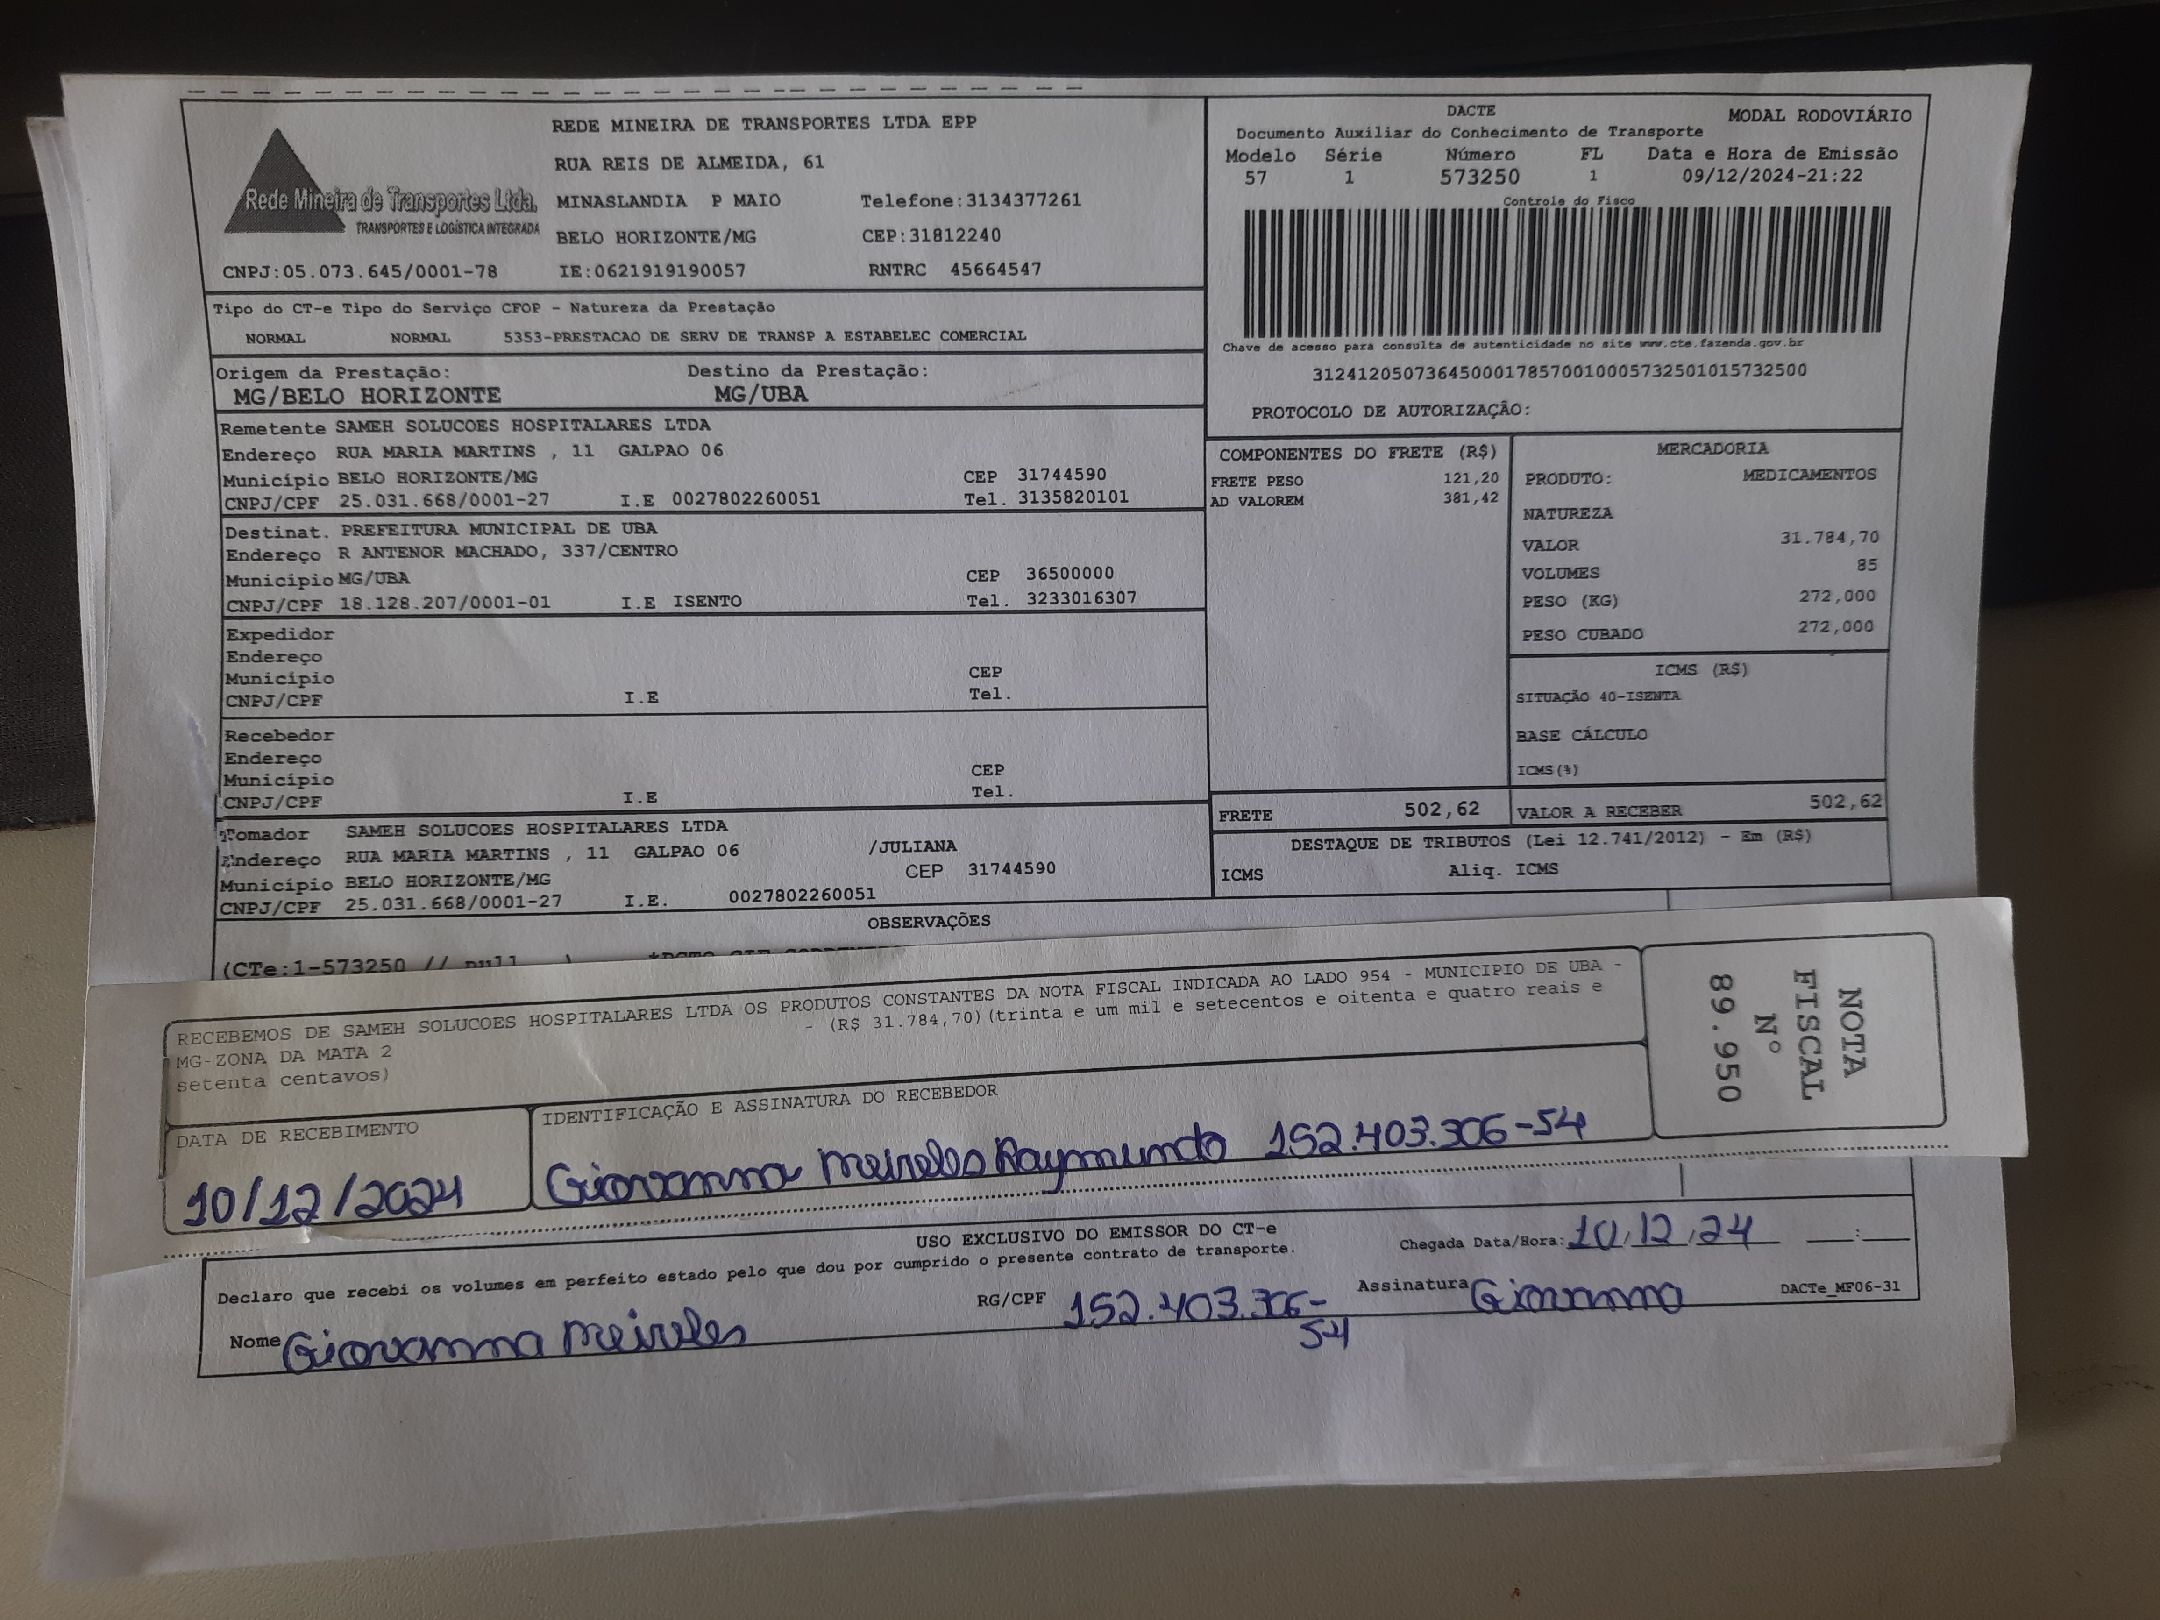 REDE MINEIRA DE TRANSPORTES LTDA EPP
RUA REIS DE ALMEIDA, 61
Rede Mineira de Transportes Ltda.
TRANSPORTES E LOGÍSTICA INTEGRADA
MINASLANDIA P MAIO Telefone:3134377261
BELO HORIZONTE/MG CEP:31812240
CNPJ:05.073.645/0001-78 IE:0621919190057 RNTRC 45664547
DACTE MODAL RODOVIÁRIO
Documento Auxiliar do Conhecimento de Transporte
Modelo Série Número FL Data e Hora de Emissão
57 1 573250 1 09/12/2024-21:22
Controle do Fisco
Chave de acesso para consulta de autenticidade no site www.cte.fazenda.gov.br
31241205073645000178570010005732501015732500
PROTOCOLO DE AUTORIZAÇÃO:
Tipo do CT-e Tipo do Serviço CFOP - Natureza da Prestação
NORMAL NORMAL 5353-PRESTACAO DE SERV DE TRANSP A ESTABELEC COMERCIAL
Origem da Prestação: Destino da Prestação:
MG/BELO HORIZONTE MG/UBA
Remetente SAMEH SOLUCOES HOSPITALARES LTDA
Endereço RUA MARIA MARTINS , 11 GALPAO 06
Município BELO HORIZONTE/MG CEP 31744590
CNPJ/CPF 25.031.668/0001-27 I.E 0027802260051 Tel. 3135820101
Destinat. PREFEITURA MUNICIPAL DE UBA
Endereço R ANTENOR MACHADO, 337/CENTRO
Município MG/UBA CEP 36500000
CNPJ/CPF 18.128.207/0001-01 I.E ISENTO Tel. 3233016307
Expedidor
Endereço
Município CEP
CNPJ/CPF I.E Tel.
Recebedor
Endereço
Município CEP
CNPJ/CPF I.E Tel.
Tomador SAMEH SOLUCOES HOSPITALARES LTDA
Endereço RUA MARIA MARTINS , 11 GALPAO 06 /JULIANA
Município BELO HORIZONTE/MG CEP 31744590
CNPJ/CPF 25.031.668/0001-27 I.E. 0027802260051
COMPONENTES DO FRETE (R$)
FRETE PESO 121,20
AD VALOREM 381,42
MERCADORIA
PRODUTO: MEDICAMENTOS
NATUREZA
VALOR 31.784,70
VOLUMES 85
PESO (KG) 272,000
PESO CUBADO 272,000
ICMS (R$)
SITUAÇÃO 40-ISENTA
BASE CÁLCULO
ICMS(%)
FRETE 502,62 VALOR A RECEBER 502,62
DESTAQUE DE TRIBUTOS (Lei 12.741/2012) - Em (R$)
ICMS Aliq. ICMS
OBSERVAÇÕES
(CTe:1-573250 // null )
RECEBEMOS DE SAMEH SOLUCOES HOSPITALARES LTDA OS PRODUTOS CONSTANTES DA NOTA FISCAL INDICADA AO LADO 954 - MUNICIPIO DE UBA -
MG-ZONA DA MATA 2 - (R$ 31.784,70)(trinta e um mil e setecentos e oitenta e quatro reais e
setenta centavos)
NOTA
FISCAL
Nº
89.950
DATA DE RECEBIMENTO
10/12/2024
IDENTIFICAÇÃO E ASSINATURA DO RECEBEDOR
Giovanna Meireles Raymundo 152.403.306-54
USO EXCLUSIVO DO EMISSOR DO CT-e
Declaro que recebi os volumes em perfeito estado pelo que dou por cumprido o presente contrato de transporte.
Chegada Data/Hora: 10/12/24 __:__
Nome Giovanna Meireles RG/CPF 152.403.306-54 Assinatura Giovanna
DACTe_MF06-31